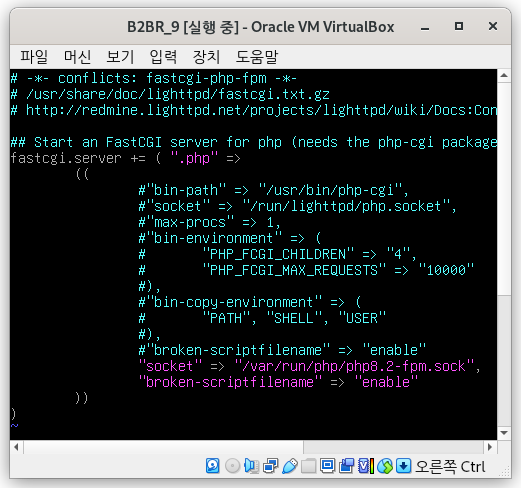 B2BR_9 [실행 중] - Oracle VM VirtualBox
파일 머신 보기 입력 장치 도움말
# -*- conflicts: fastcgi-php-fpm -*-
# /usr/share/doc/lighttpd/fastcgi.txt.gz
# http://redmine.lighttpd.net/projects/lighttpd/wiki/Docs:Con
## Start an FastCGI server for php (needs the php-cgi package
fastcgi.server += ( ".php" =>
((
#"bin-path" => "/usr/bin/php-cgi",
#"socket" => "/run/lighttpd/php.socket",
#"max-procs" => 1,
#"bin-environment" => (
# "PHP_FCGI_CHILDREN" => "4",
# "PHP_FCGI_MAX_REQUESTS" => "10000"
#),
#"bin-copy-environment" => (
# "PATH", "SHELL", "USER"
#),
#"broken-scriptfilename" => "enable"
"socket" => "/var/run/php/php8.2-fpm.sock",
"broken-scriptfilename" => "enable"
))
)
~
오른쪽 Ctrl